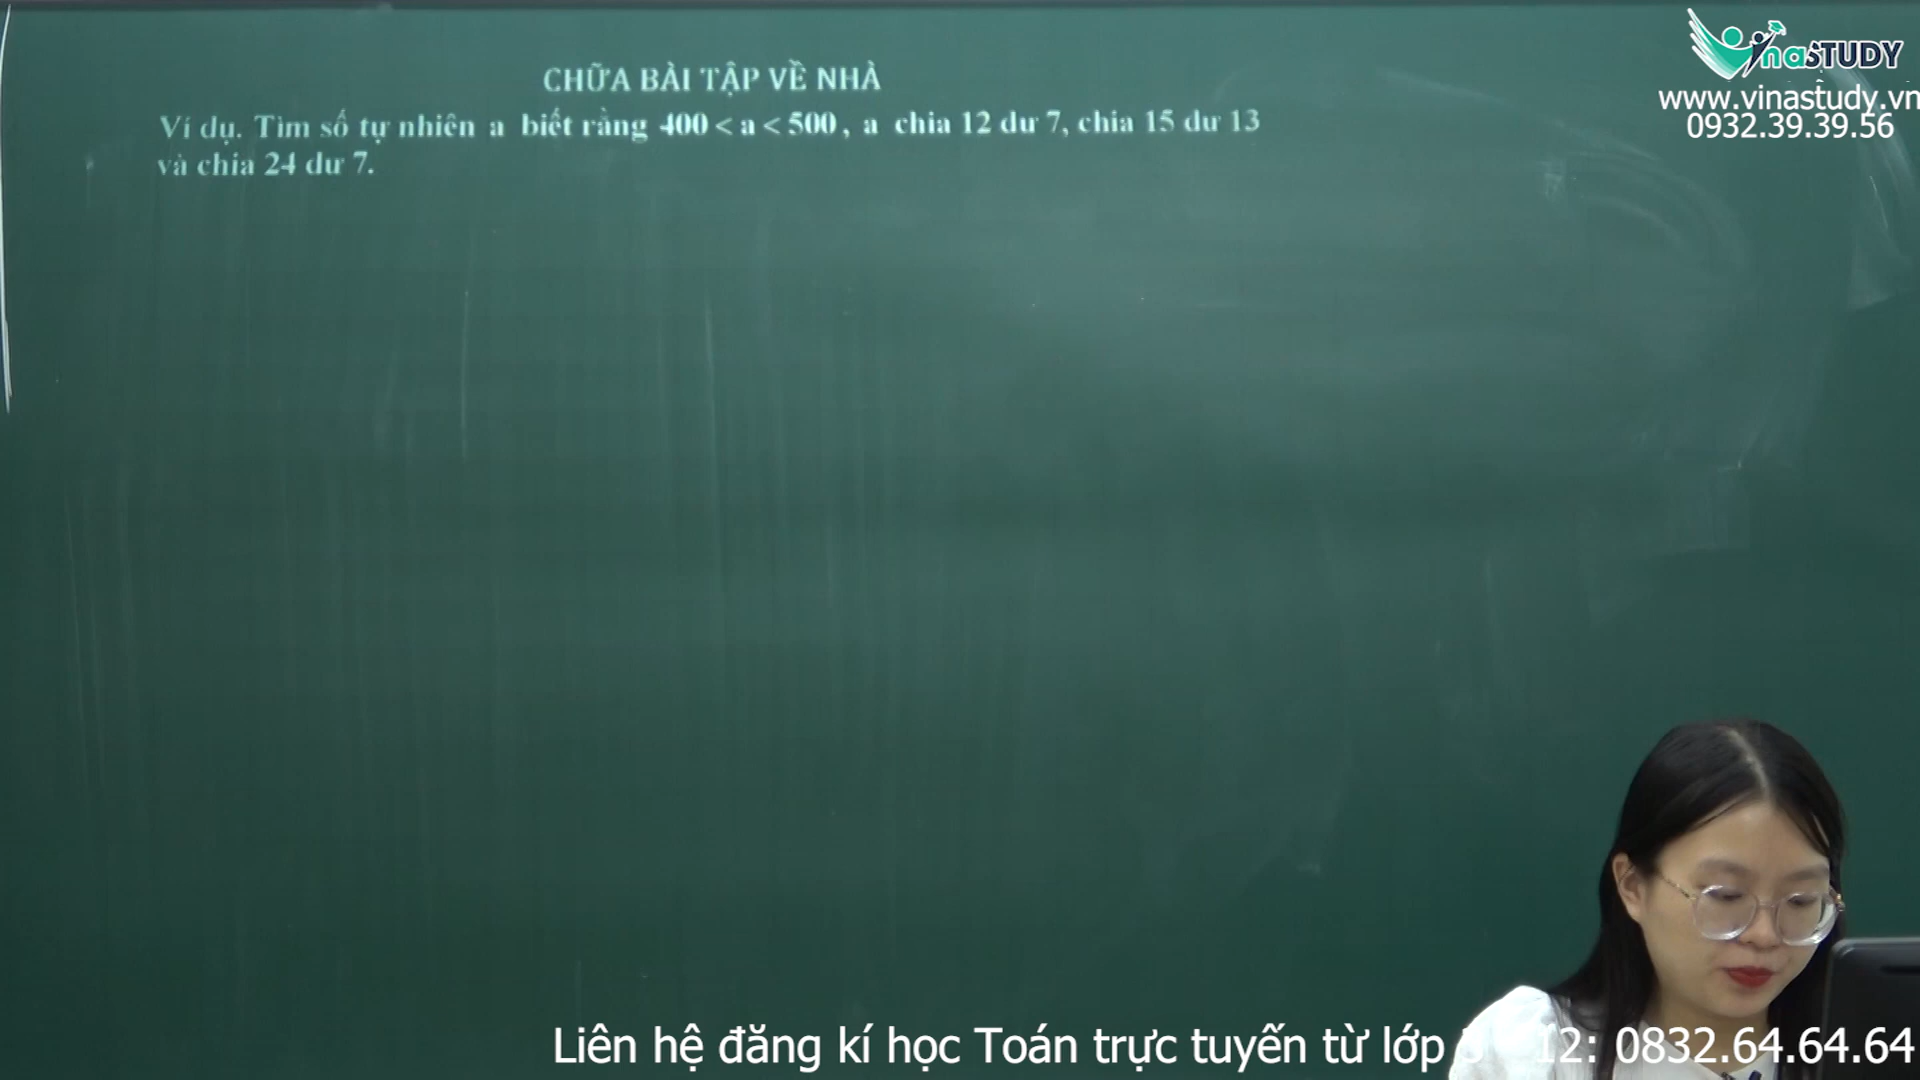 VinaSTUDY
www.vinastudy.vn
0932.39.39.56
CHỮA BÀI TẬP VỀ NHÀ
Ví dụ. Tìm số tự nhiên a biết rằng 400 < a < 500, a chia 12 dư 7, chia 15 dư 13
và chia 24 dư 7.
Liên hệ đăng kí học Toán trực tuyến từ lớp 12: 0832.64.64.64